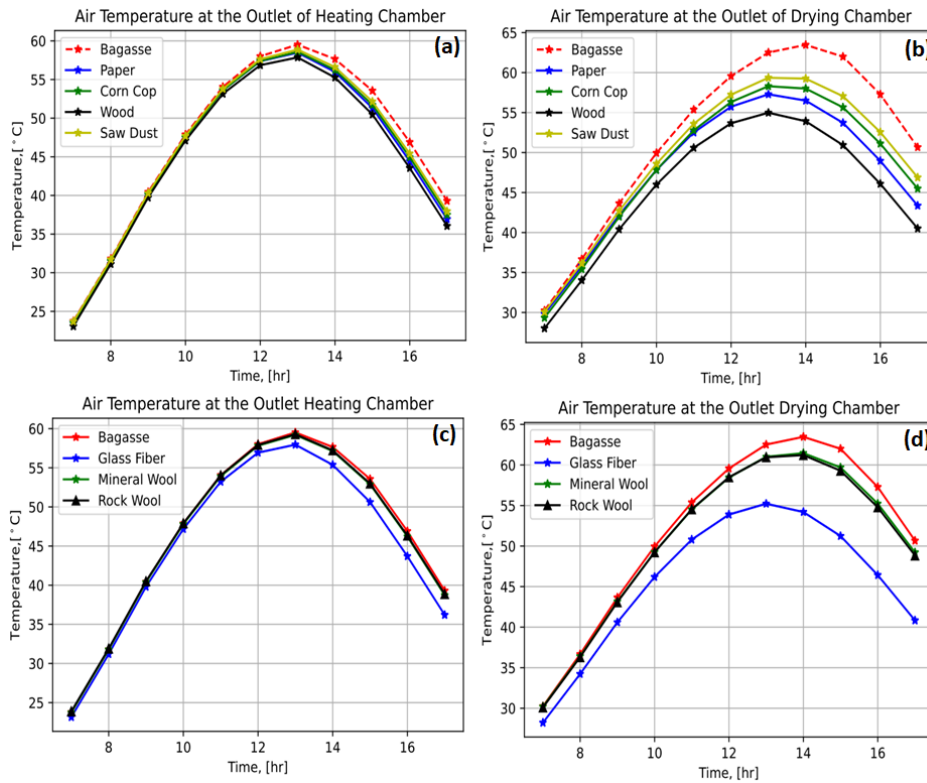 Air Temperature at the Outlet of Heating Chamber
(a)
Bagasse
Paper
Corn Cop
Wood
Saw Dust
Temperature,[°C]
60
55
50
45
40
35
30
25
8 10 12 14 16
Time, [hr]
Air Temperature at the Outlet of Drying Chamber
(b)
Bagasse
Paper
Corn Cop
Wood
Saw Dust
Temperature,[°C]
65
60
55
50
45
40
35
30
8 10 12 14 16
Time, [hr]
Air Temperature at the Outlet Heating Chamber
(c)
Bagasse
Glass Fiber
Mineral Wool
Rock Wool
Temperature,[°C]
60
55
50
45
40
35
30
25
8 10 12 14 16
Time, [hr]
Air Temperature at the Outlet Drying Chamber
(d)
Bagasse
Glass Fiber
Mineral Wool
Rock Wool
Temperature,[°C]
65
60
55
50
45
40
35
30
8 10 12 14 16
Time, [hr]